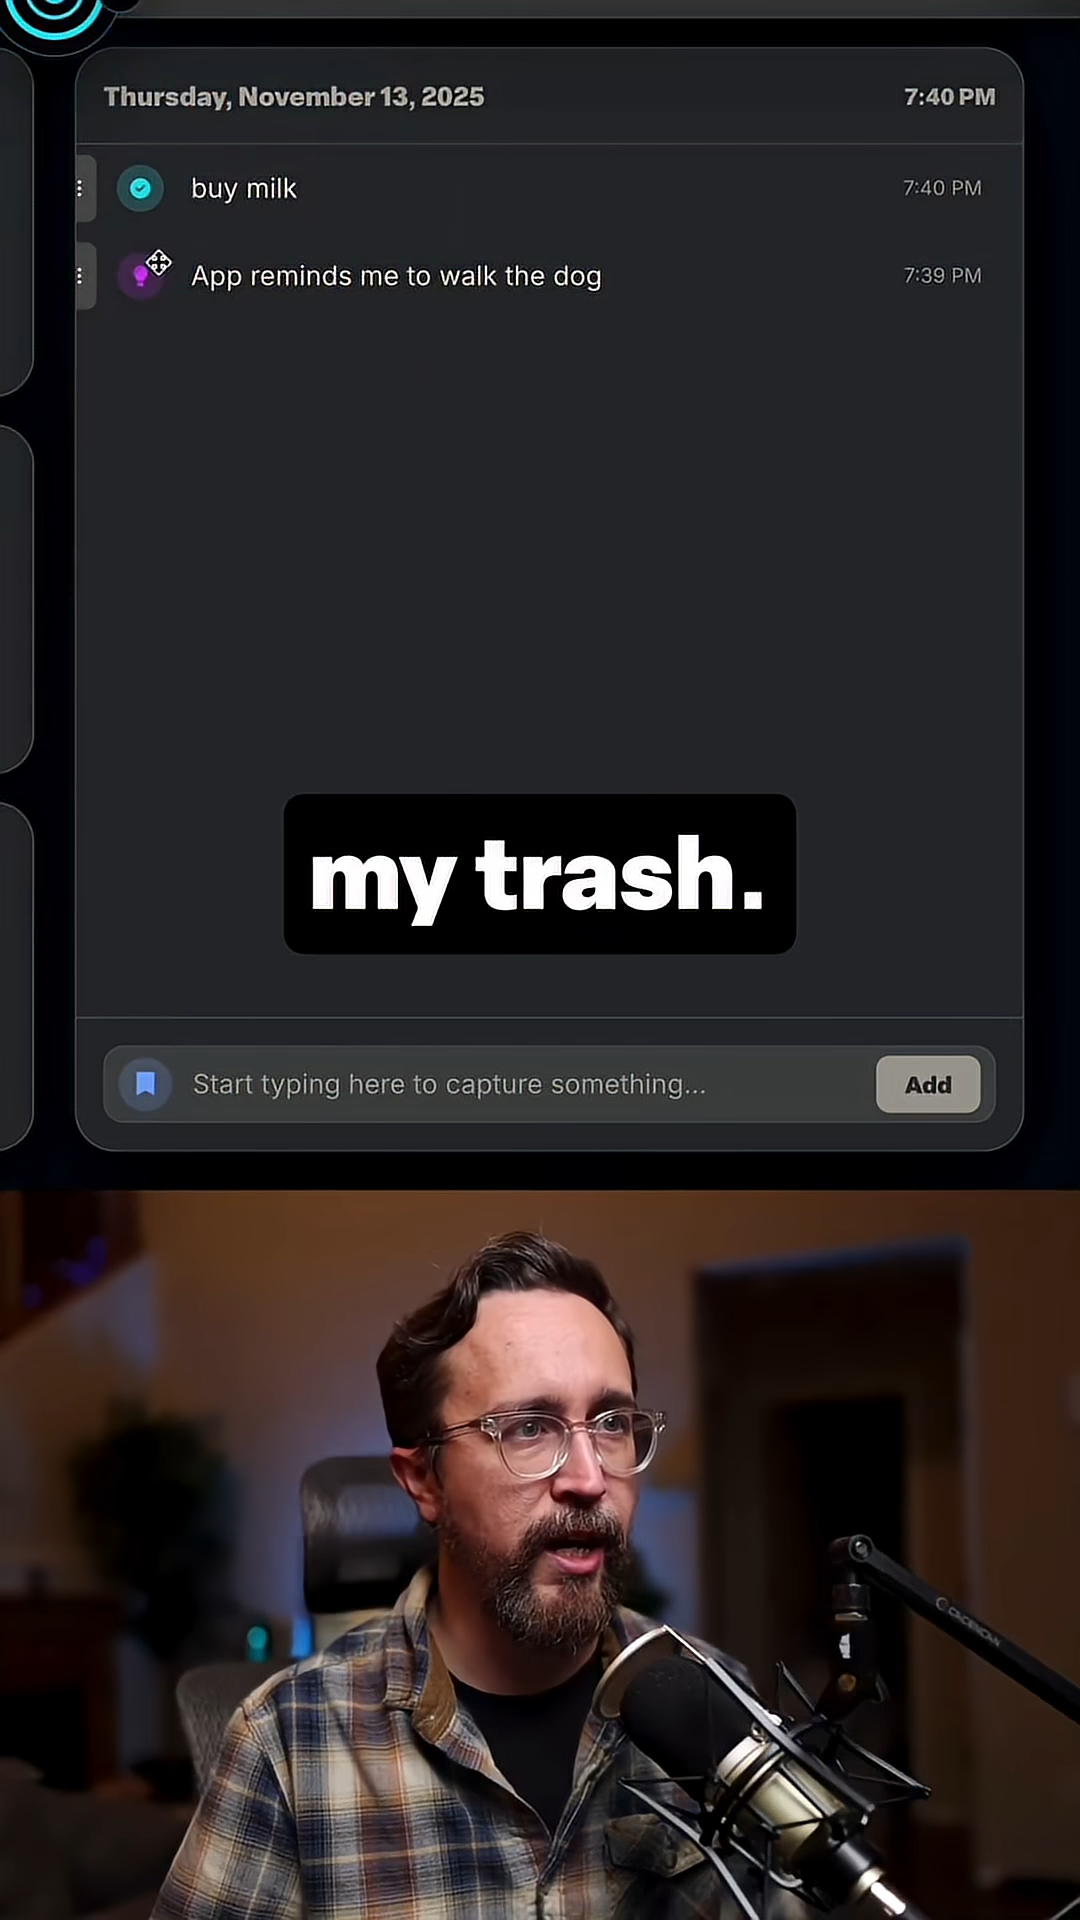 Thursday, November 13, 2025 7:40 PM
buy milk 7:40 PM
App reminds me to walk the dog 7:39 PM
my trash.
Start typing here to capture something... Add